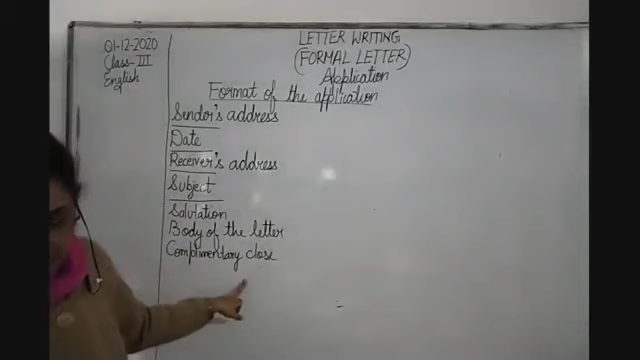 01-12-2020
Class-III
English
LETTER WRITING
(FORMAL LETTER)
Application
Format of the application
Sender's address
Date
Receiver's address
Subject
Salutation
Body of the letter
Complimentary close